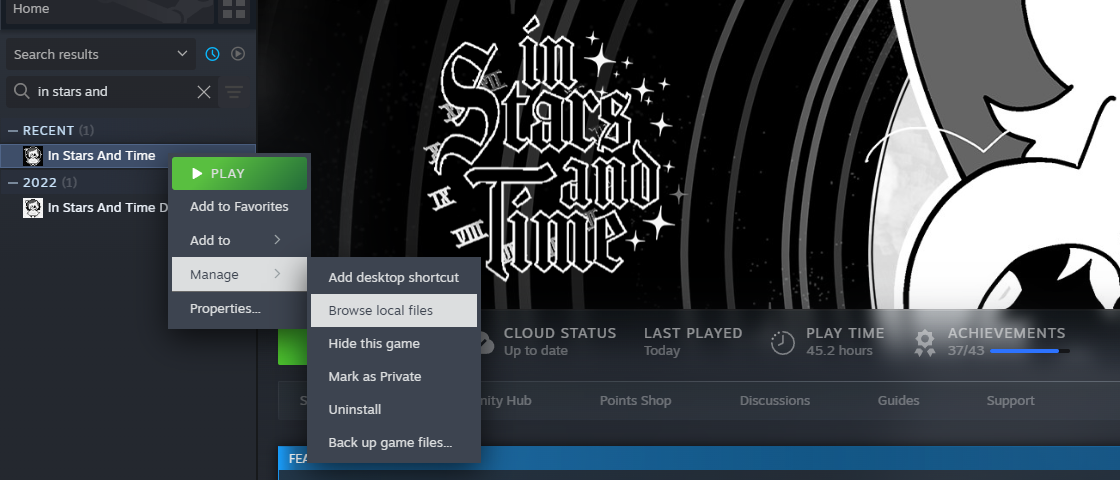 Home
Search results
in stars and
— RECENT (1)
In Stars And Time
— 2022 (1)
In Stars And Time D
PLAY
Add to Favorites
Add to
Manage
Properties...
Add desktop shortcut
Browse local files
Hide this game
Mark as Private
Uninstall
Back up game files...
in
Stars
and
Time
CLOUD STATUS
Up to date
LAST PLAYED
Today
PLAY TIME
45.2 hours
ACHIEVEMENTS
37/43
S
nity Hub
Points Shop
Discussions
Guides
Support
FEA